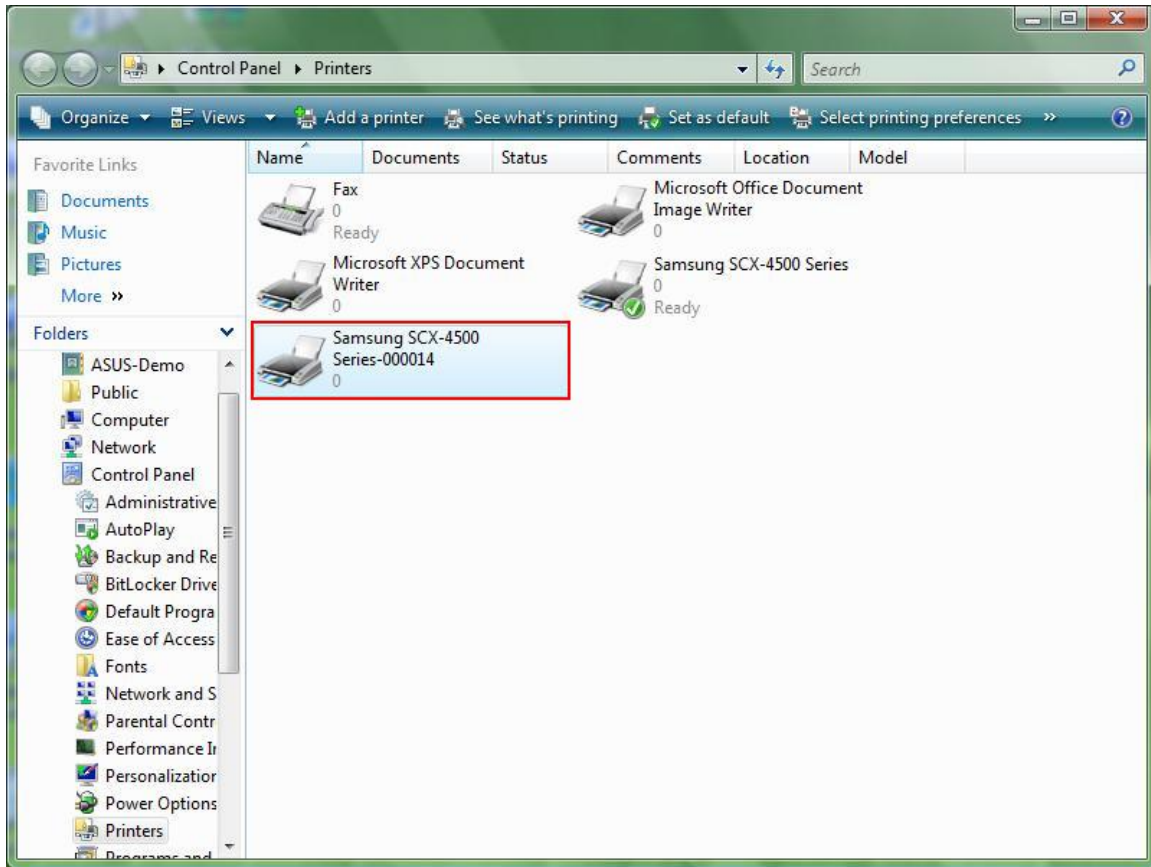 Control Panel ▸ Printers
Search
Organize Views Add a printer See what's printing Set as default Select printing preferences »
Favorite Links
Documents
Music
Pictures
More »
Folders
ASUS-Demo
Public
Computer
Network
Control Panel
Administrative
AutoPlay
Backup and Re
BitLocker Drive
Default Progra
Ease of Access
Fonts
Network and S
Parental Contr
Performance Ir
Personalization
Power Options
Printers
Programs and
Name Documents Status Comments Location Model
Fax
0
Ready
Microsoft Office Document
Image Writer
0
Microsoft XPS Document
Writer
0
Samsung SCX-4500 Series
0
Ready
Samsung SCX-4500
Series-000014
0